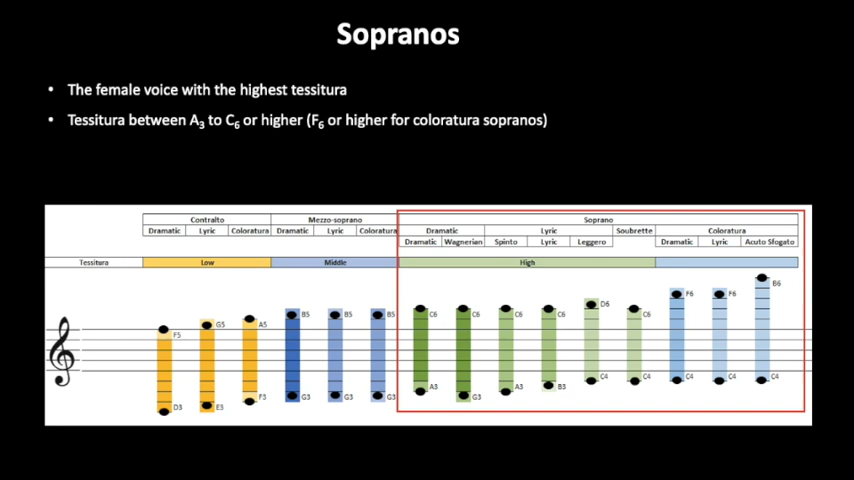 Sopranos
• The female voice with the highest tessitura
• Tessitura between A3 to C6 or higher (F6 or higher for coloratura sopranos)
Contralto Mezzo-soprano Soprano
Dramatic Lyric Coloratura Dramatic Lyric Coloratura Dramatic Lyric Soubrette Coloratura
Dramatic Wagnerian Spinto Lyric Leggero Dramatic Lyric Acuto Sfogato
Tessitura Low Middle High
B6
F6 F6
D6
B5 B5 B5 C6 C6 C6 C6 C6
F5 G5 A5
C4 C4 C4 C4 C4
A3 A3 B3
D3 E3 F3 G3 G3 G3 G3